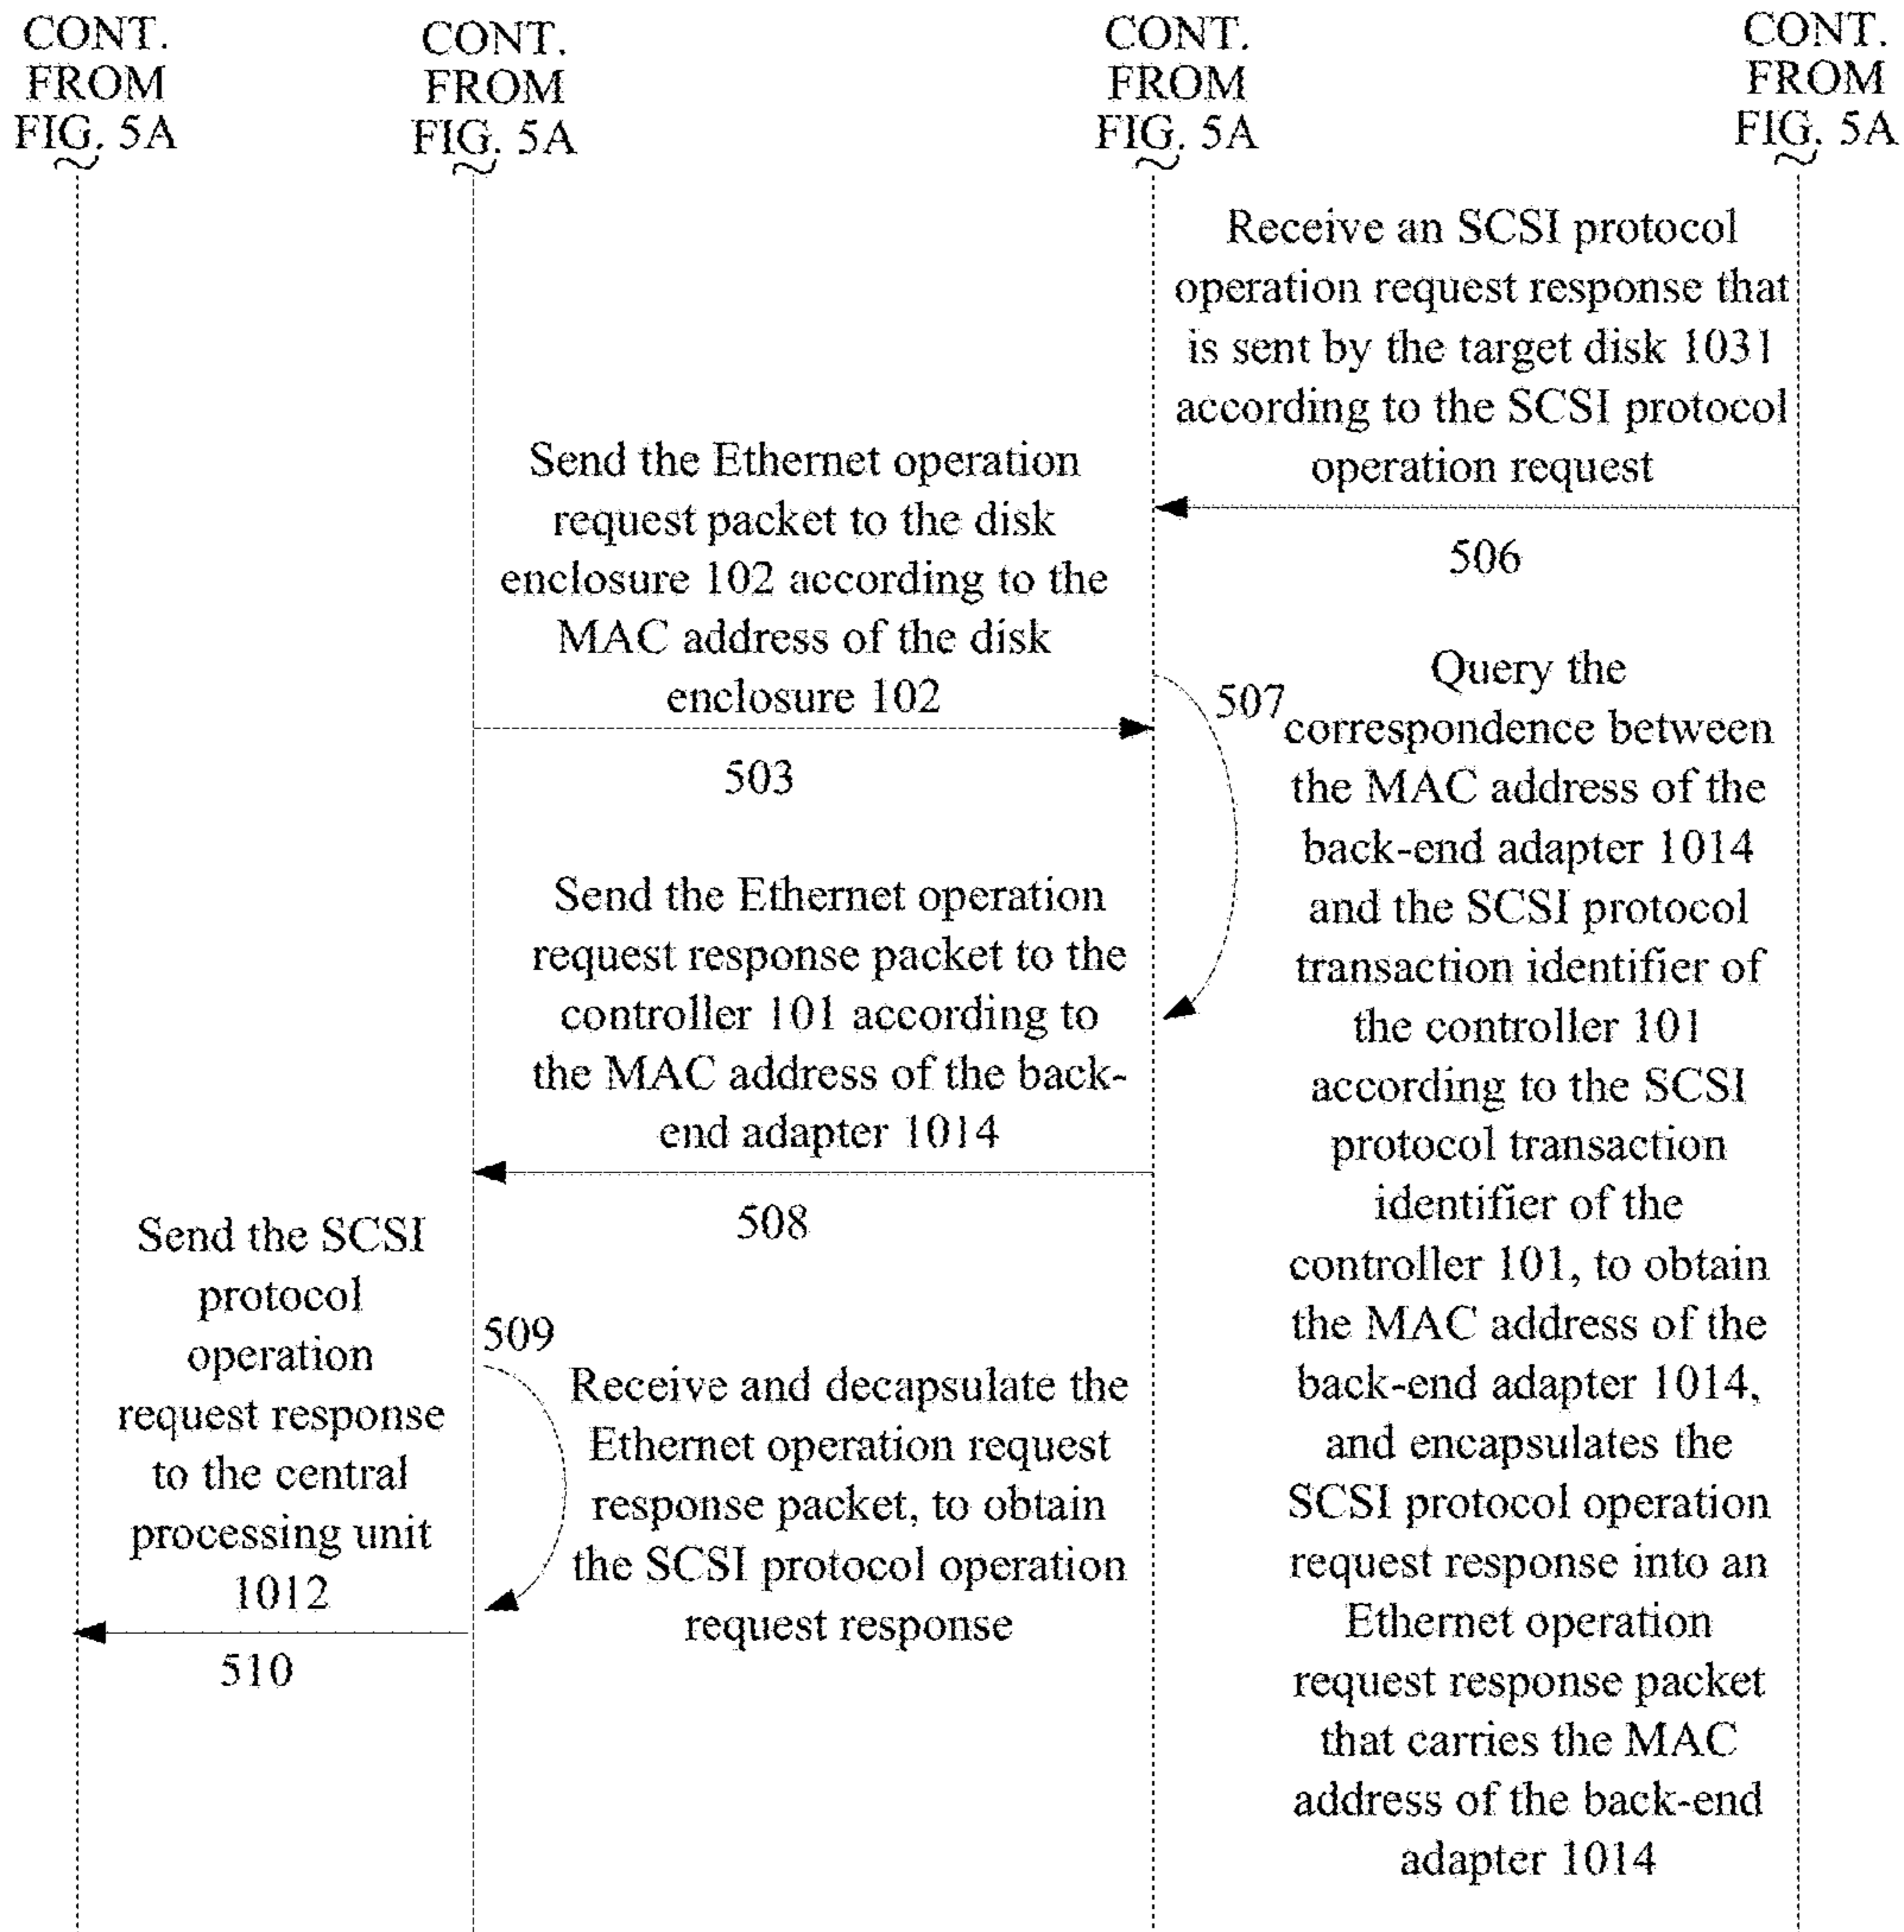 CONT.
FROM
FIG. 5A
CONT.
FROM
FIG. 5A
CONT.
FROM
FIG. 5A
CONT.
FROM
FIG. 5A
Receive an SCSI protocol
operation request response that
is sent by the target disk 1031
according to the SCSI protocol
operation request
506
Send the Ethernet operation
request packet to the disk
enclosure 102 according to the
MAC address of the disk
enclosure 102
503
507
Query the
correspondence between
the MAC address of the
back-end adapter 1014
and the SCSI protocol
transaction identifier of
the controller 101
according to the SCSI
protocol transaction
identifier of the
controller 101, to obtain
the MAC address of the
back-end adapter 1014,
and encapsulates the
SCSI protocol operation
request response into an
Ethernet operation
request response packet
that carries the MAC
address of the back-end
adapter 1014
Send the Ethernet operation
request response packet to the
controller 101 according to
the MAC address of the back-
end adapter 1014
508
509
Receive and decapsulate the
Ethernet operation request
response packet, to obtain
the SCSI protocol operation
request response
Send the SCSI
protocol
operation
request response
to the central
processing unit
1012
510